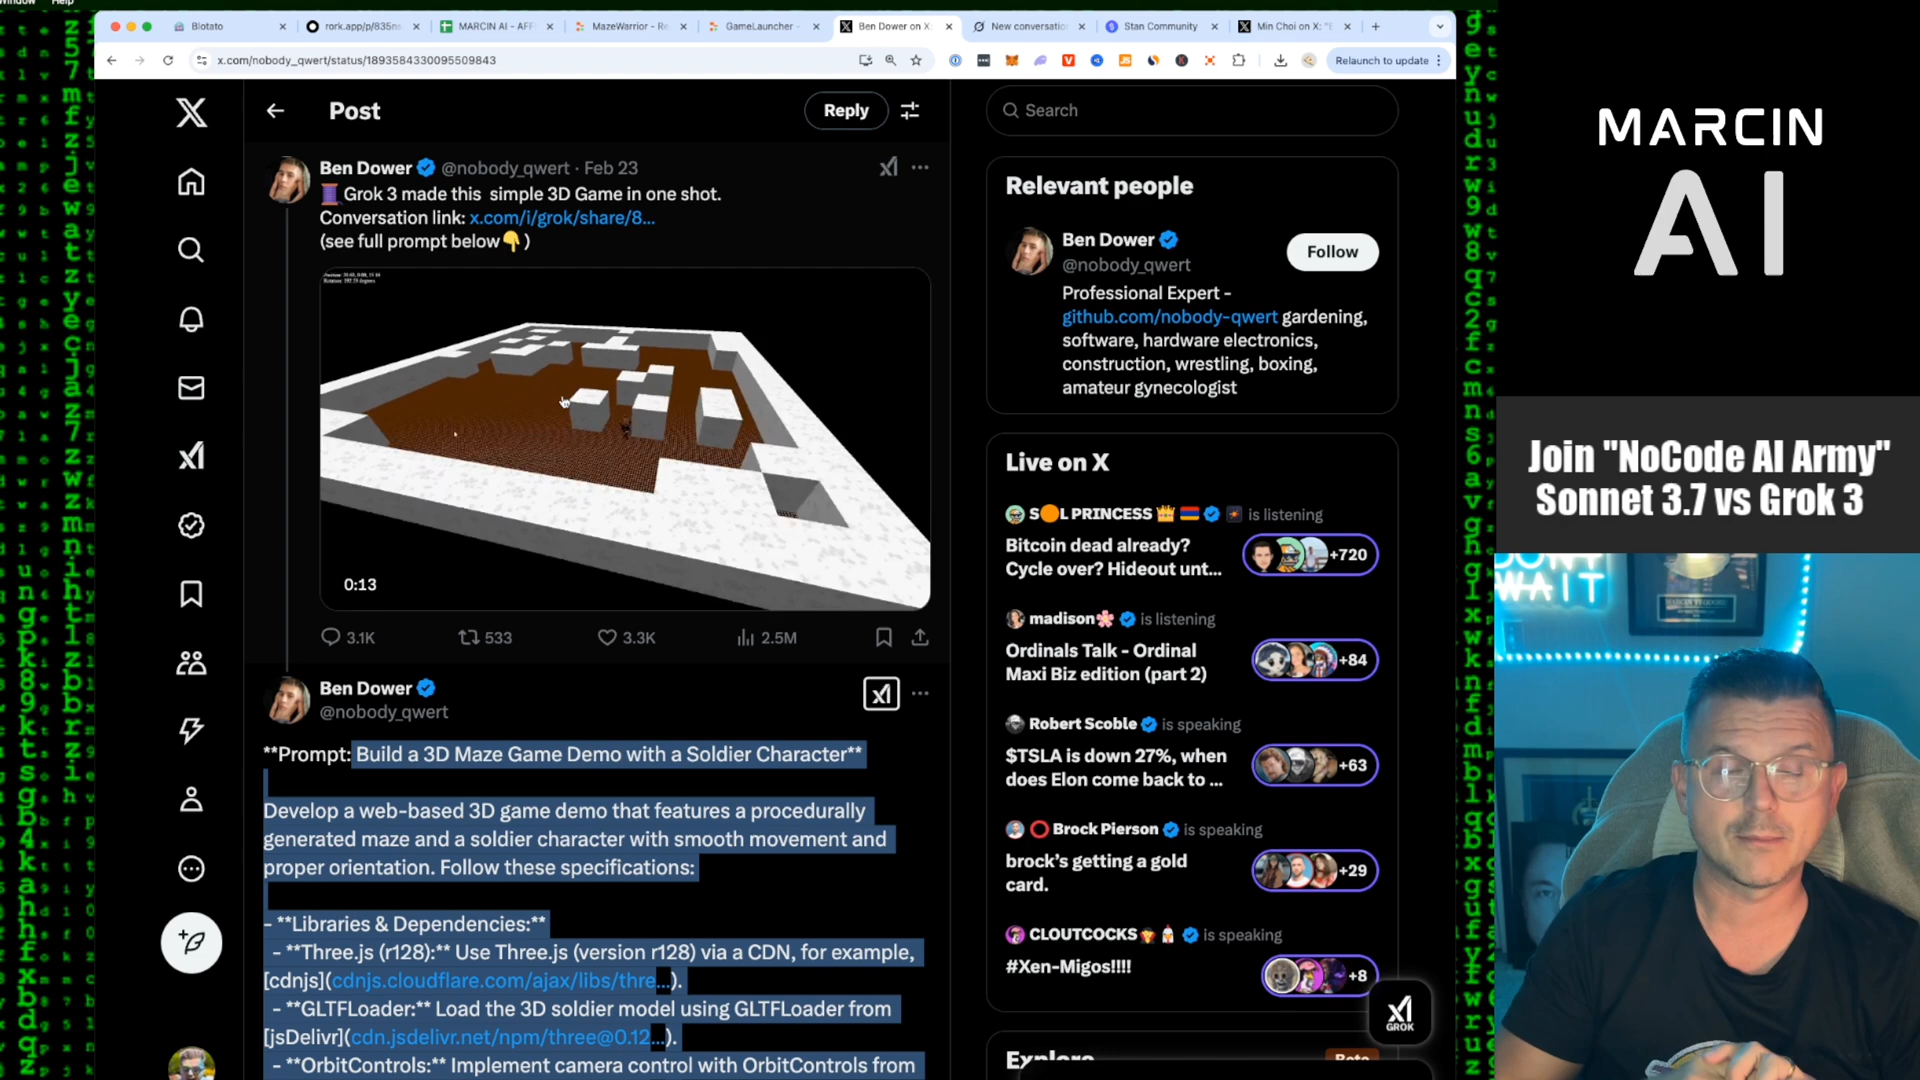 Window Help
Blotato
rork.app/p/835ns
MARCIN AI - AFF
MazeWarrior - Re
GameLauncher -
Ben Dower on X:
New conversatio
Stan Community
Min Choi on X: "E
x.com/nobody_qwert/status/1893584330095509843
Relaunch to update
Post
Reply
Search
Ben Dower @nobody_qwert · Feb 23
Grok 3 made this simple 3D Game in one shot.
Conversation link: x.com/i/grok/share/8...
(see full prompt below )
0:13
3.1K 533 3.3K 2.5M
Ben Dower
@nobody_qwert
**Prompt: Build a 3D Maze Game Demo with a Soldier Character**
Develop a web-based 3D game demo that features a procedurally
generated maze and a soldier character with smooth movement and
proper orientation. Follow these specifications:
- **Libraries & Dependencies:**
- **Three.js (r128):** Use Three.js (version r128) via a CDN, for example,
[cdnjs](cdnjs.cloudflare.com/ajax/libs/thre...).
- **GLTFLoader:** Load the 3D soldier model using GLTFLoader from
[jsDelivr](cdn.jsdelivr.net/npm/three@0.12...).
- **OrbitControls:** Implement camera control with OrbitControls from
Relevant people
Ben Dower
@nobody_qwert
Follow
Professional Expert -
github.com/nobody-qwert gardening,
software, hardware electronics,
construction, wrestling, boxing,
amateur gynecologist
Live on X
S L PRINCESS is listening
Bitcoin dead already?
Cycle over? Hideout unt...
+720
madison is listening
Ordinals Talk - Ordinal
Maxi Biz edition (part 2)
+84
Robert Scoble is speaking
$TSLA is down 27%, when
does Elon come back to ...
+63
Brock Pierson is speaking
brock's getting a gold
card.
+29
CLOUTCOCKS is speaking
#Xen-Migos!!!!
+8
GROK
Explore
Beta
MARCIN
AI
Join "NoCode AI Army"
Sonnet 3.7 vs Grok 3
WAIT